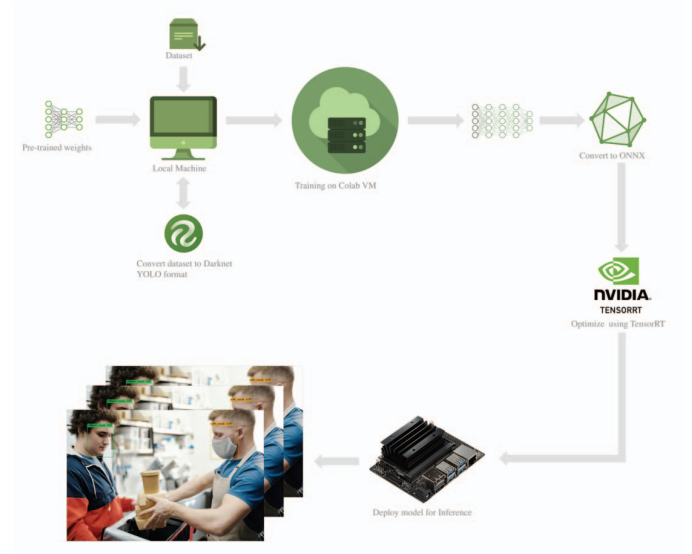 Dataset
Pre-trained weights
Local Machine
Training on Colab VM
Convert to ONNX
Convert dataset to Darknet
YOLO format
NVIDIA.
TENSORRT
Optimize using TensorRT
Deploy model for Inference